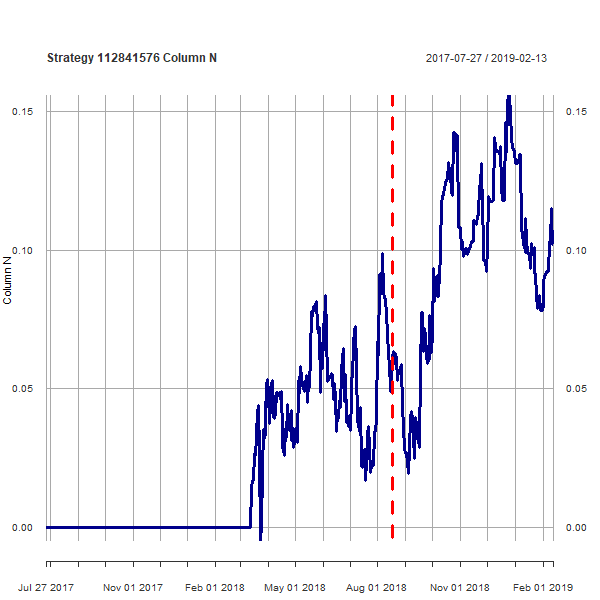 Strategy 112841576 Column N
2017-07-27 / 2019-02-13
0.15
0.15
0.10
0.10
Column N
0.05
0.05
0.00
0.00
Jul 27 2017
Nov 01 2017
Feb 01 2018
May 01 2018
Aug 01 2018
Nov 01 2018
Feb 01 2019